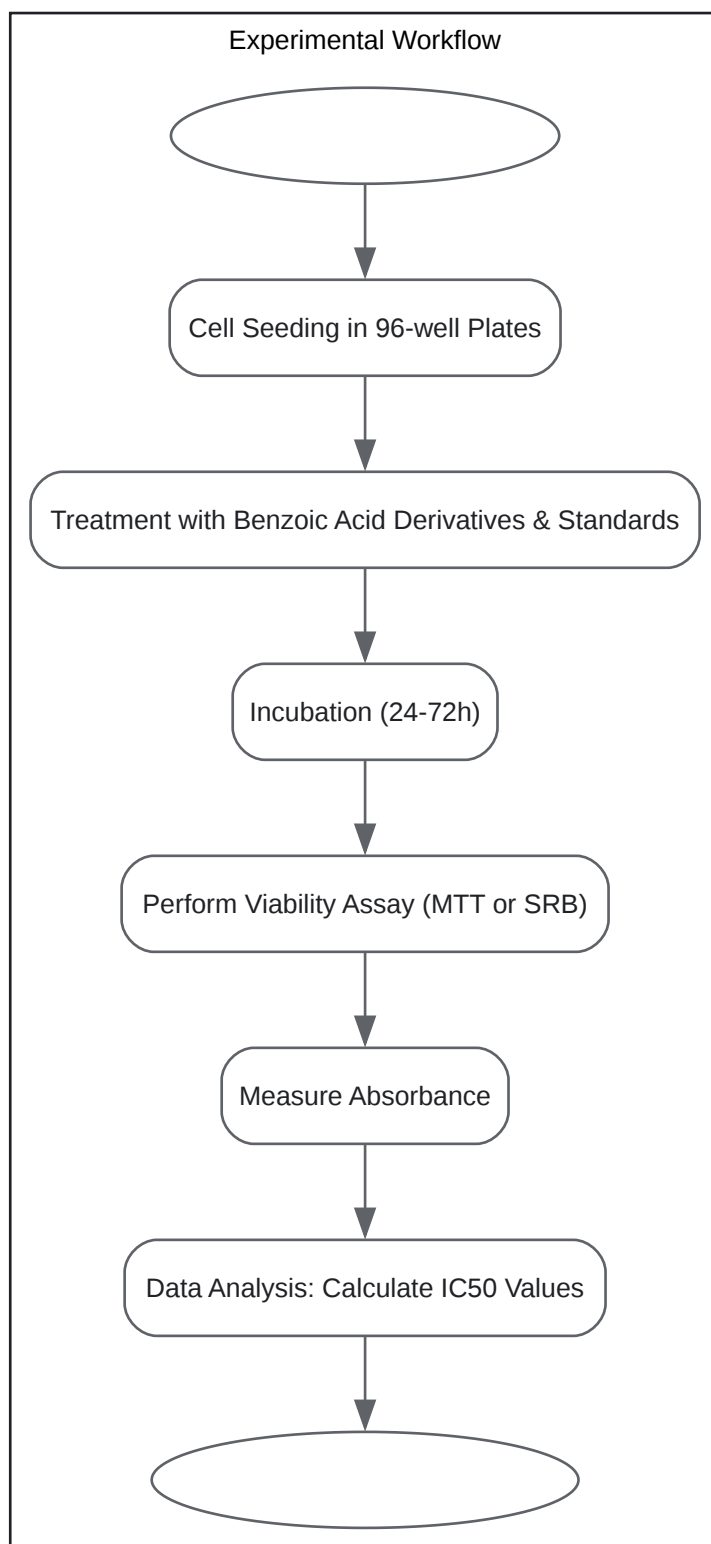 Experimental Workflow
Cell Seeding in 96-well Plates
Treatment with Benzoic Acid Derivatives & Standards
Incubation (24-72h)
Perform Viability Assay (MTT or SRB)
Measure Absorbance
Data Analysis: Calculate IC50 Values